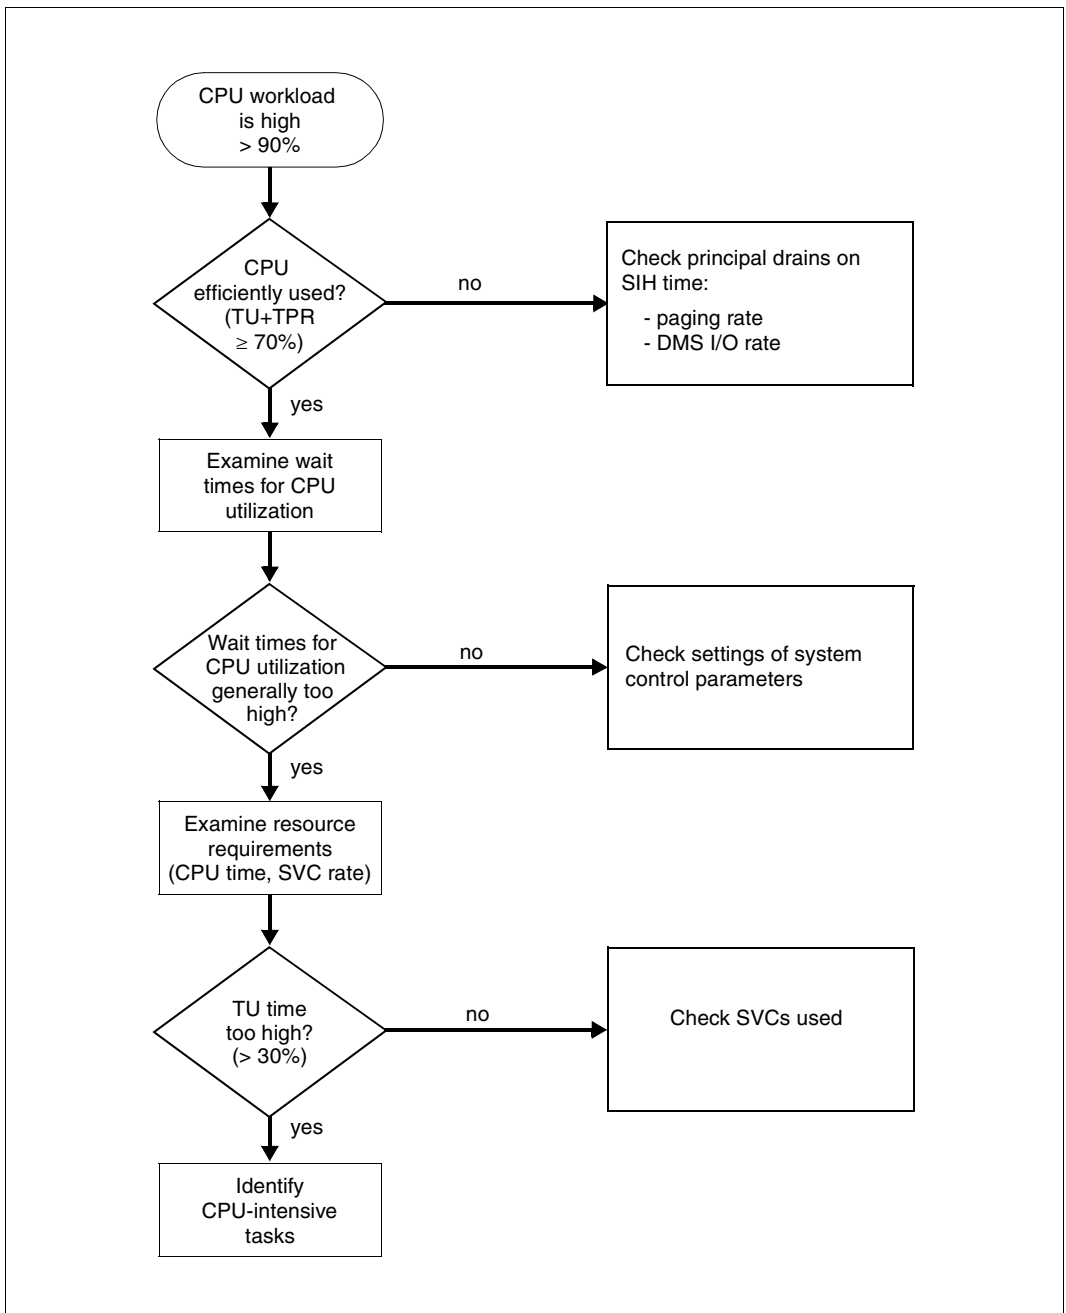 CPU workload
is high
> 90%
CPU
efficiently used?
(TU+TPR
≥ 70%)
no
Check principal drains on
SIH time:
- paging rate
- DMS I/O rate
yes
Examine wait
times for CPU
utilization
Wait times for
CPU utilization
generally too
high?
no
Check settings of system
control parameters
yes
Examine resource
requirements
(CPU time, SVC rate)
TU time
too high?
(> 30%)
no
Check SVCs used
yes
Identify
CPU-intensive
tasks